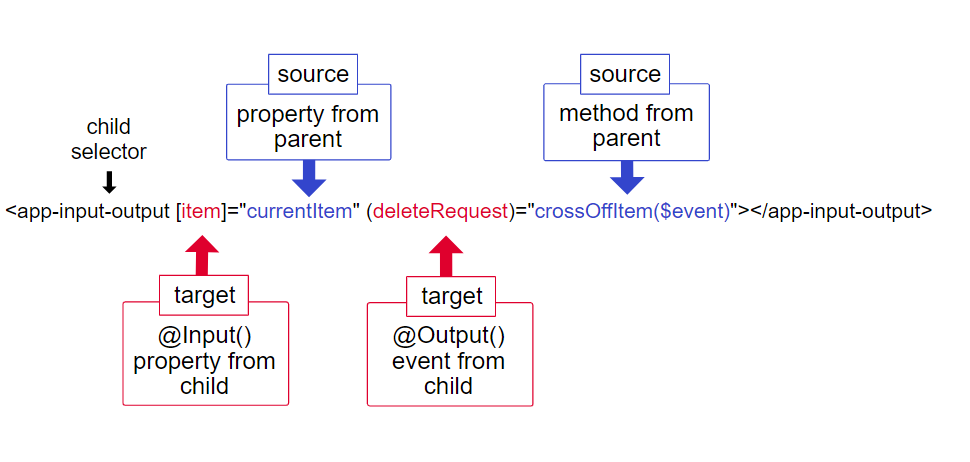 source
property from
parent
source
method from
parent
child
selector
<app-input-output [item]="currentItem" (deleteRequest)="crossOffItem($event)"></app-input-output>
target
@Input()
property from
child
target
@Output()
event from
child